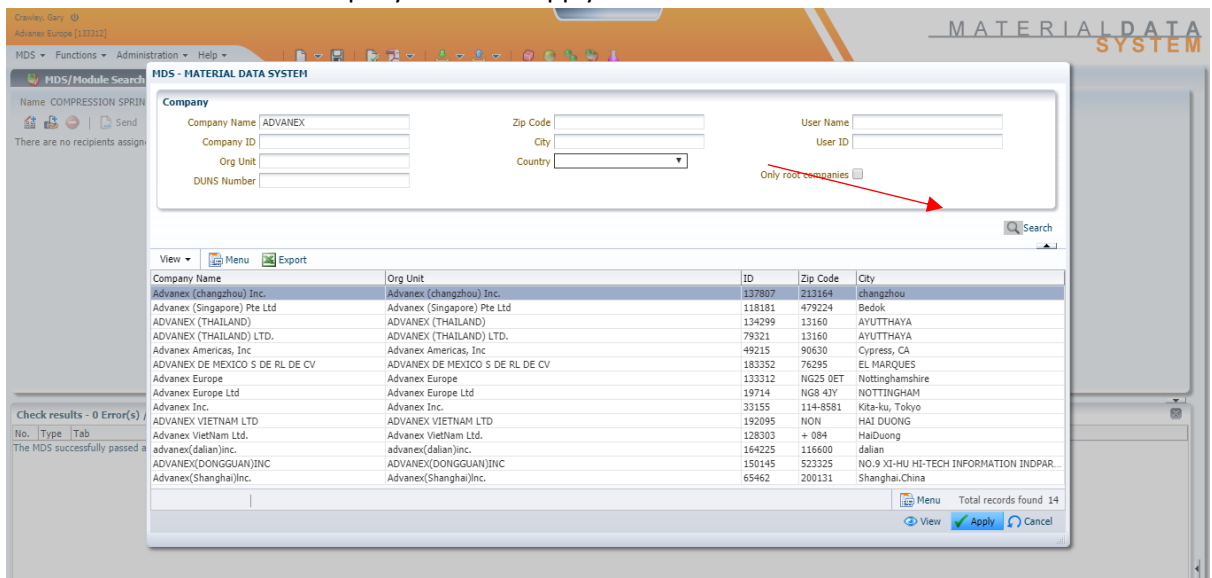 Crawley, Gary
Advanex Europe [133312]
MATERIALDATA
SYSTEM
MDS Functions Administration Help
MDS/Module Search
Name COMPRESSION SPRIN
Send
There are no recipients assign
MDS - MATERIAL DATA SYSTEM
Company
Company Name ADVANEX Zip Code User Name
Company ID City User ID
Org Unit Country Only root companies
DUNS Number
Search
View Menu Export
Company Name Org Unit ID Zip Code City
Advanex (changzhou) Inc. Advanex (changzhou) Inc. 137807 213164 changzhou
Advanex (Singapore) Pte Ltd Advanex (Singapore) Pte Ltd 118181 479224 Bedok
ADVANEX (THAILAND) ADVANEX (THAILAND) 134299 13160 AYUTTHAYA
ADVANEX (THAILAND) LTD. ADVANEX (THAILAND) LTD. 79321 13160 AYUTTHAYA
Advanex Americas, Inc Advanex Americas, Inc 49215 90630 Cypress, CA
ADVANEX DE MEXICO S DE RL DE CV ADVANEX DE MEXICO S DE RL DE CV 183352 76295 EL MARQUES
Advanex Europe Advanex Europe 133312 NG25 0ET Nottinghamshire
Advanex Europe Ltd Advanex Europe Ltd 19714 NG8 4JY NOTTINGHAM
Advanex Inc. Advanex Inc. 33155 114-8581 Kita-ku, Tokyo
ADVANEX VIETNAM LTD ADVANEX VIETNAM LTD 192095 NON HAI DUONG
Advanex VietNam Ltd. Advanex VietNam Ltd. 128303 + 084 HaiDuong
advanex(dalian)inc. advanex(dalian)inc. 164225 116600 dalian
ADVANEX(DONGGUAN)INC ADVANEX(DONGGUAN)INC 150145 523325 NO.9 XI-HU HI-TECH INFORMATION INDPAR...
Advanex(Shanghai)Inc. Advanex(Shanghai)Inc. 65462 200131 Shanghai.China
Menu Total records found 14
View Apply Cancel
Check results - 0 Error(s) /
No. Type Tab
The MDS successfully passed a